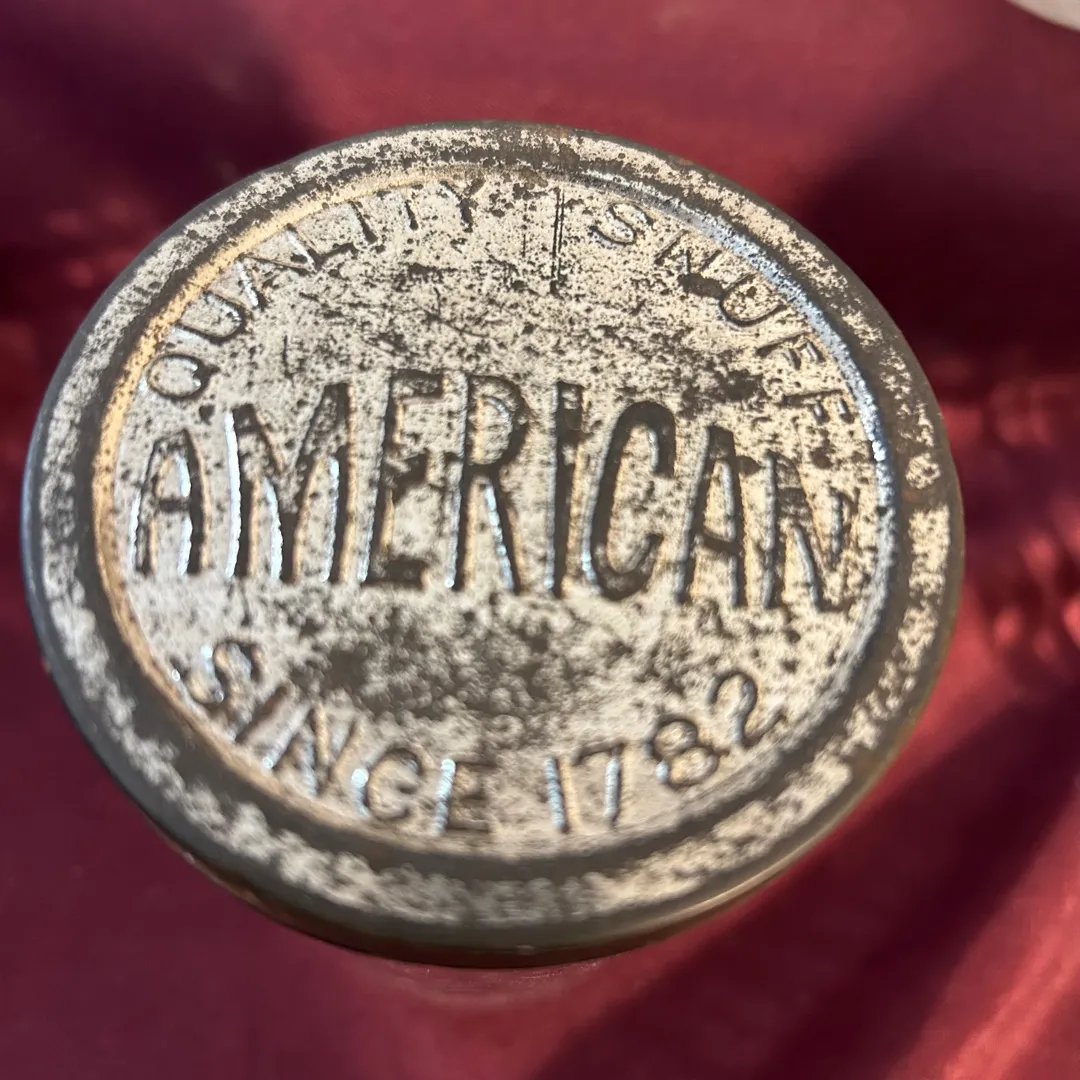 QUALITY SNUFF
AMERICAN
SINCE 1782